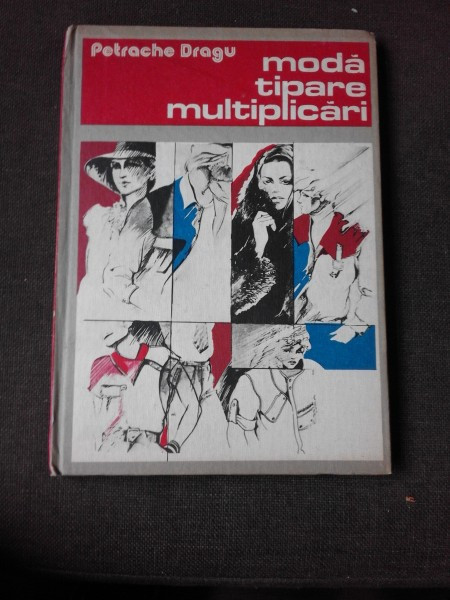 Petrache Dragu
modă
tipare
multiplicări